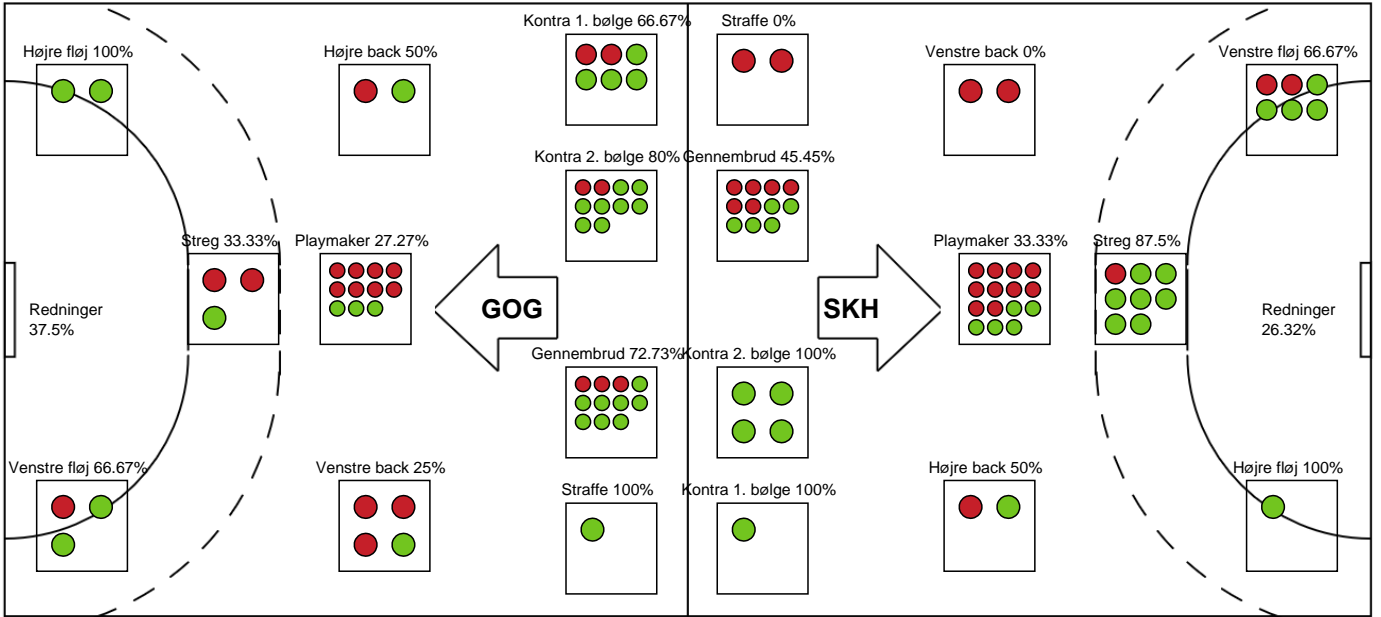 Kontra 1. bølge 66.67%
Straffe 0%
Højre fløj 100%
Højre back 50%
Venstre back 0%
Venstre fløj 66.67%
Kontra 2. bølge 80%
Gennembrud 45.45%
Streg 33.33%
Playmaker 27.27%
Playmaker 33.33%
Streg 87.5%
Redninger
37.5%
GOG
SKH
Redninger
26.32%
Gennembrud 72.73%
Kontra 2. bølge 100%
Venstre fløj 66.67%
Venstre back 25%
Straffe 100%
Kontra 1. bølge 100%
Højre back 50%
Højre fløj 100%